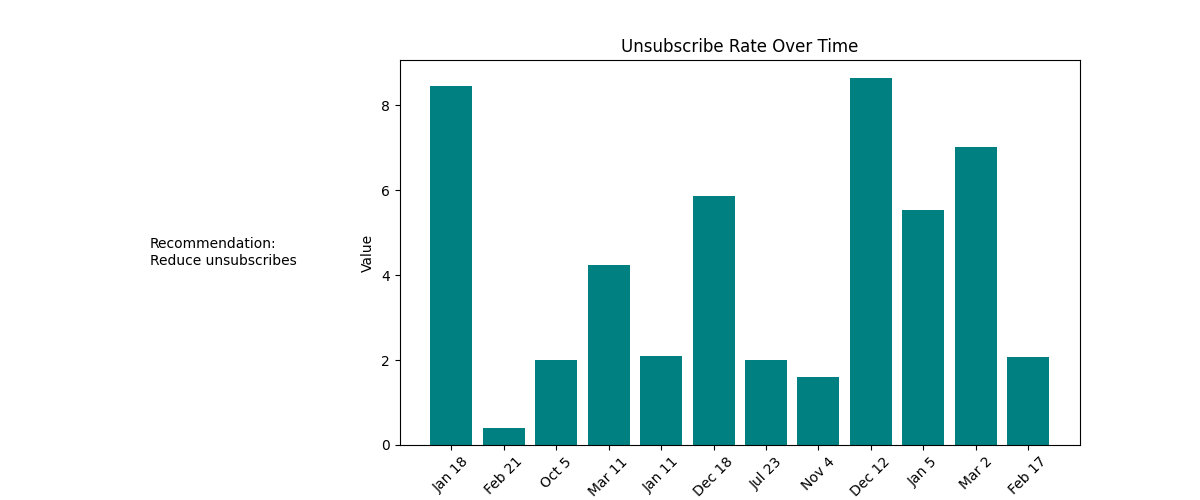 Unsubscribe Rate Over Time
Recommendation:
Reduce unsubscribes
Value
8
6
4
2
0
Jan 18
Feb 21
Oct 5
Mar 11
Jan 11
Dec 18
Jul 23
Nov 4
Dec 12
Jan 5
Mar 2
Feb 17